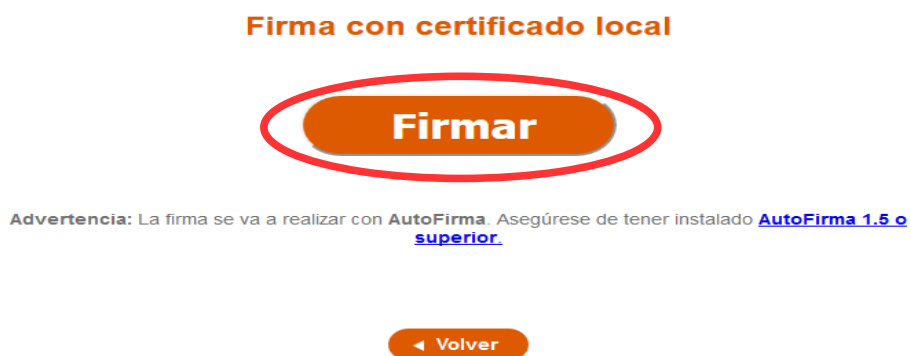 Firma con certificado local
Firmar
Advertencia: La firma se va a realizar con AutoFirma. Asegúrese de tener instalado AutoFirma 1.5 o
superior.
◄ Volver